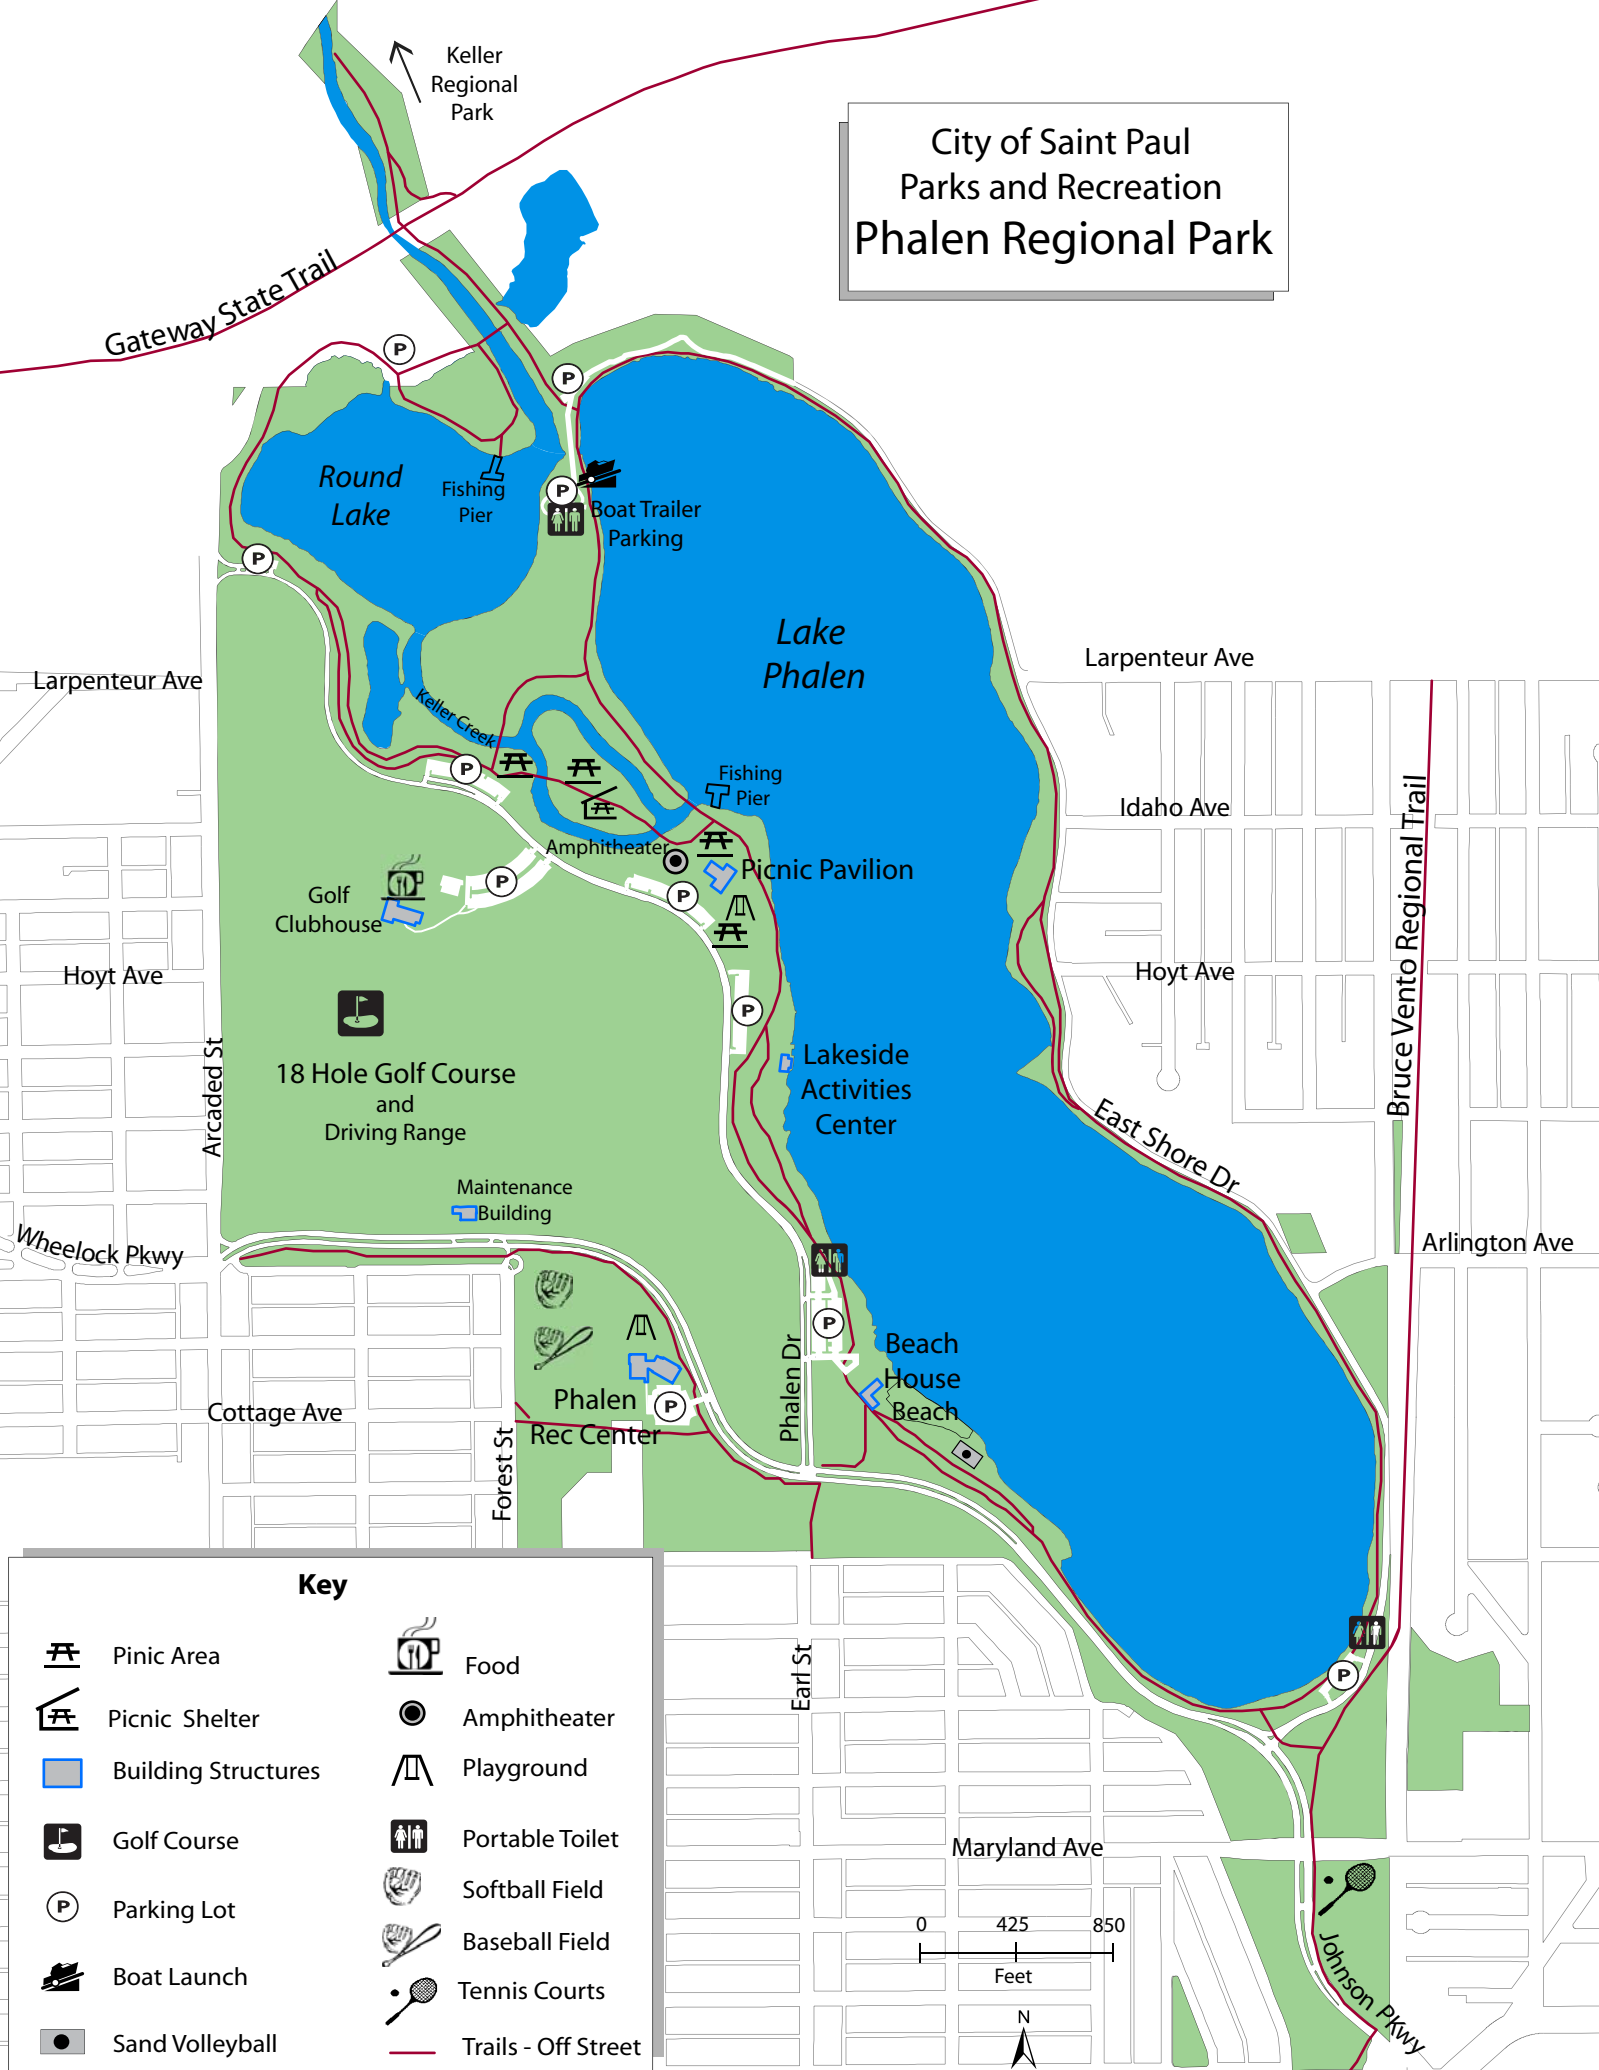 Keller
Regional
Park
City of Saint Paul
Parks and Recreation
Phalen Regional Park
Gateway State Trail
P
P
Round
Lake
Fishing
Pier
P
Boat Trailer
Parking
P
Lake
Phalen
Larpenteur Ave
Larpenteur Ave
Keller Creek
P
Fishing
Pier
Idaho Ave
Bruce Vento Regional Trail
Amphitheater
Picnic Pavilion
P
P
Golf
Clubhouse
Hoyt Ave
Hoyt Ave
P
Arcaded St
18 Hole Golf Course
and
Driving Range
Lakeside
Activities
Center
East Shore Dr
Maintenance
Building
Wheelock Pkwy
Arlington Ave
P
Phalen Dr
Beach
House
Beach
Phalen
Rec Center
P
Cottage Ave
Forest St
Earl St
P
Maryland Ave
Johnson PKwy
0 425 850
Feet
N
Key
Pinic Area
Picnic Shelter
Building Structures
Golf Course
P
Parking Lot
Boat Launch
Sand Volleyball
Food
Amphitheater
Playground
Portable Toilet
Softball Field
Baseball Field
Tennis Courts
Trails - Off Street